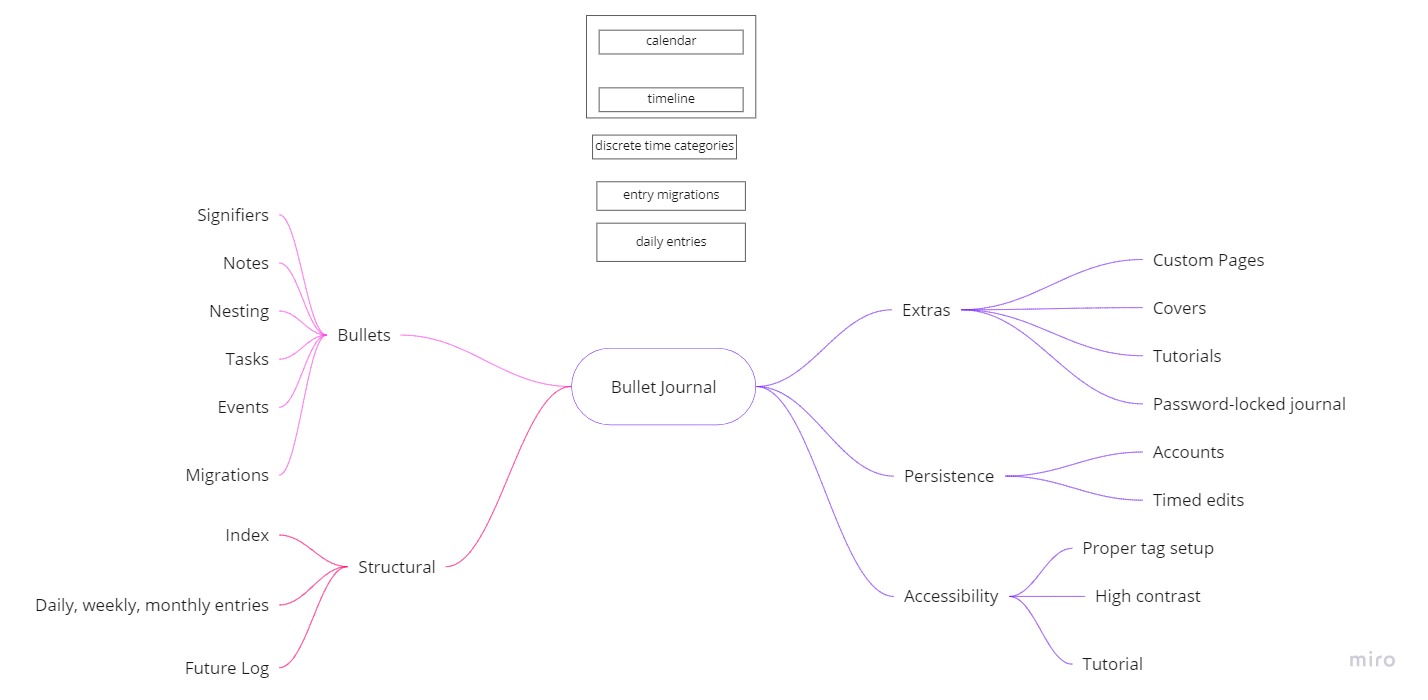 calendar
timeline
discrete time categories
entry migrations
daily entries
Signifiers
Notes
Nesting
Tasks
Events
Migrations
Bullets
Index
Daily, weekly, monthly entries
Future Log
Structural
Bullet Journal
Extras
Custom Pages
Covers
Tutorials
Password-locked journal
Persistence
Accounts
Timed edits
Accessibility
Proper tag setup
High contrast
Tutorial
miro